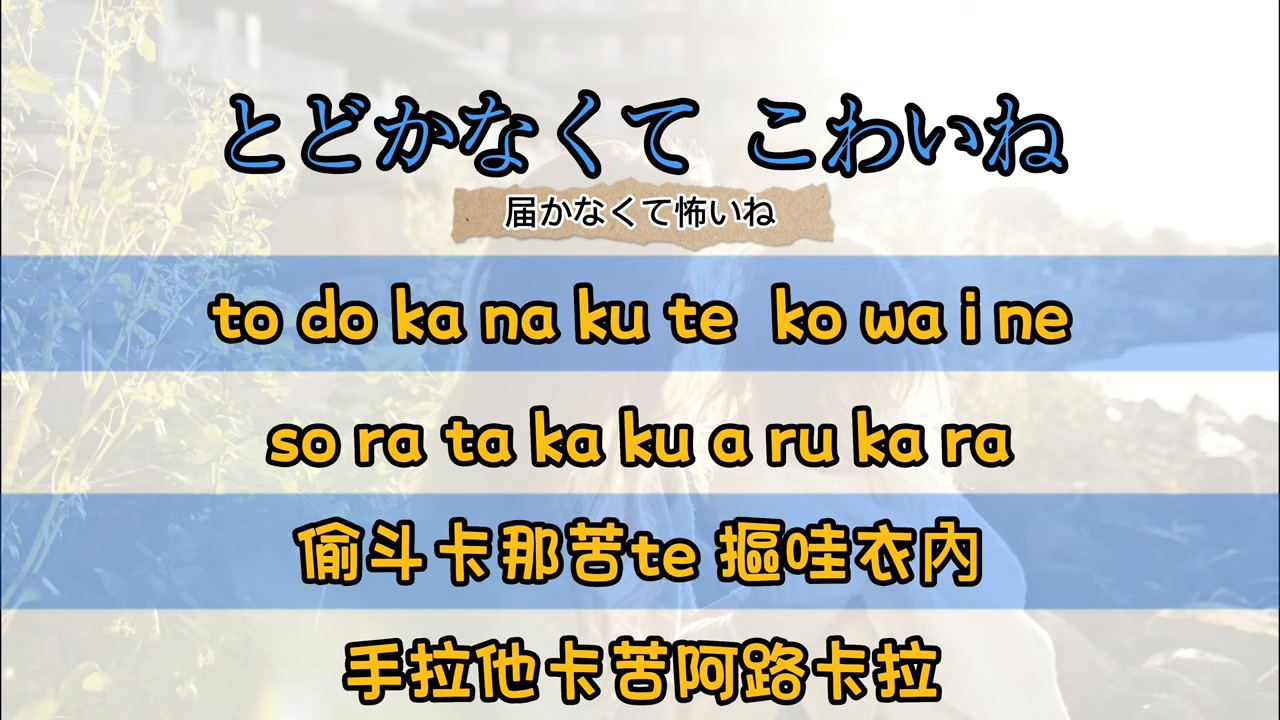 とどかなくて こわいね
届かなくて怖いね
to do ka na ku te ko wa i ne
so ra ta ka ku a ru ka ra
偷斗卡那苦te 摳哇衣內
手拉他卡苦阿路卡拉